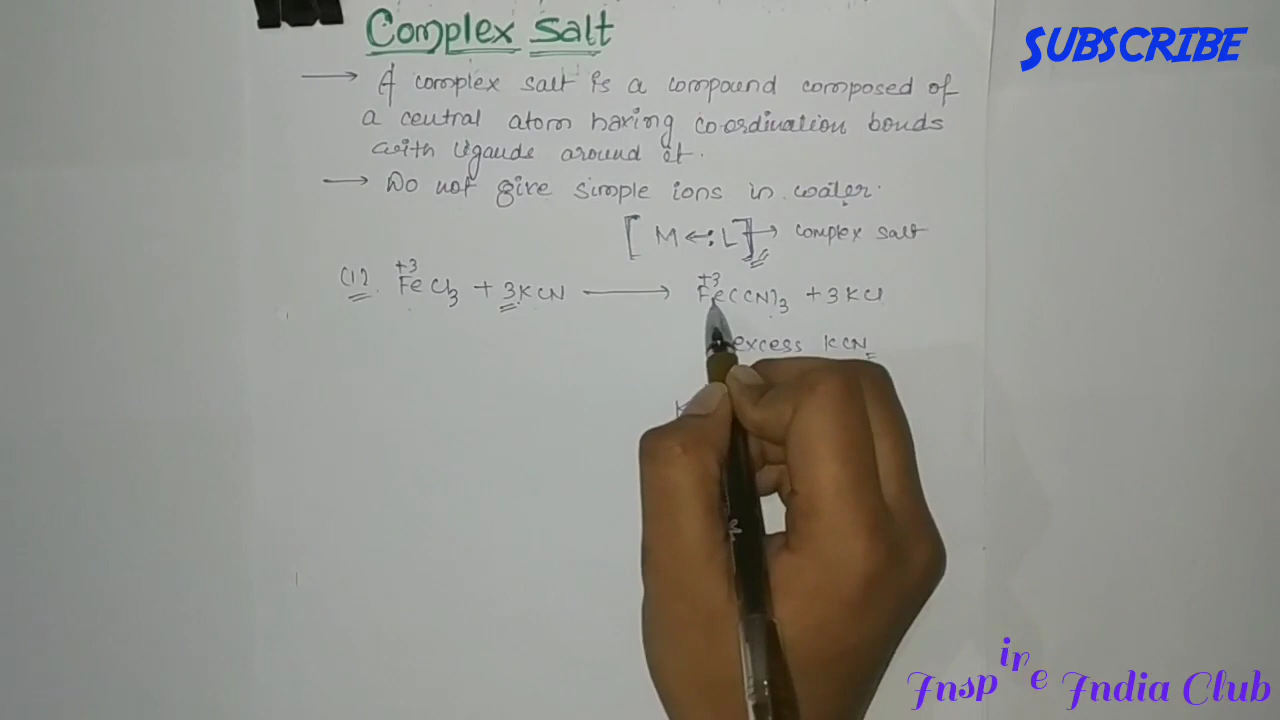 Complex Salt
SUBSCRIBE
→ A complex salt is a compound composed of
a central atom having co-ordination bonds
with ligands around it.
→ Do not give simple ions in water.
[M←:L] → complex salt
(1) +3 FeCl3 + 3KCN → +3 Fe(CN)3 + 3KCl
excess KCN
K
Inspire India Club